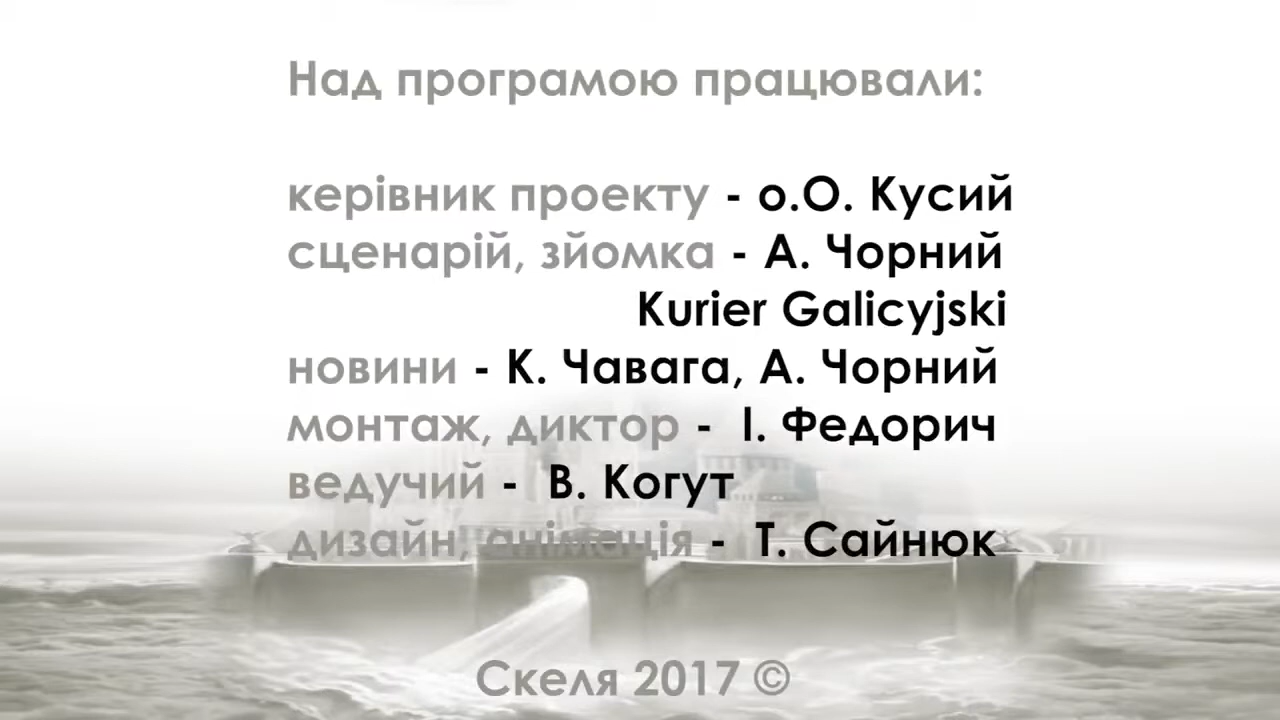 Над програмою працювали:
керівник проекту - о.О. Кусий
сценарій, зйомка - А. Чорний
Kurier Galicyjski
новини - К. Чавага, А. Чорний
монтаж, диктор - І. Федорич
ведучий - В. Когут
дизайн, анімація - Т. Сайнюк
Скеля 2017 ©